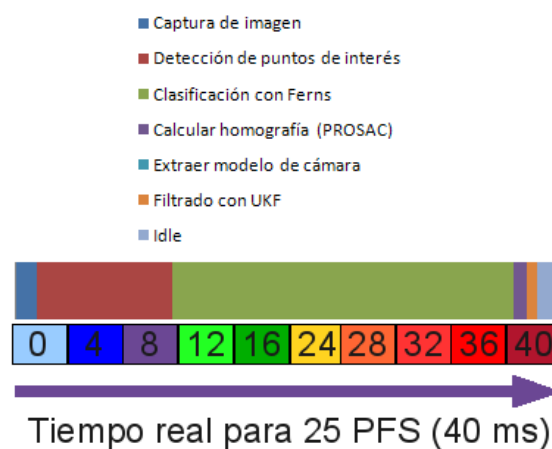 Captura de imagen
Detección de puntos de interés
Clasificación con Ferns
Calcular homografía (PROSAC)
Extraer modelo de cámara
Filtrado con UKF
Idle
0 4 8 12 16 24 28 32 36 40
Tiempo real para 25 PFS (40 ms)